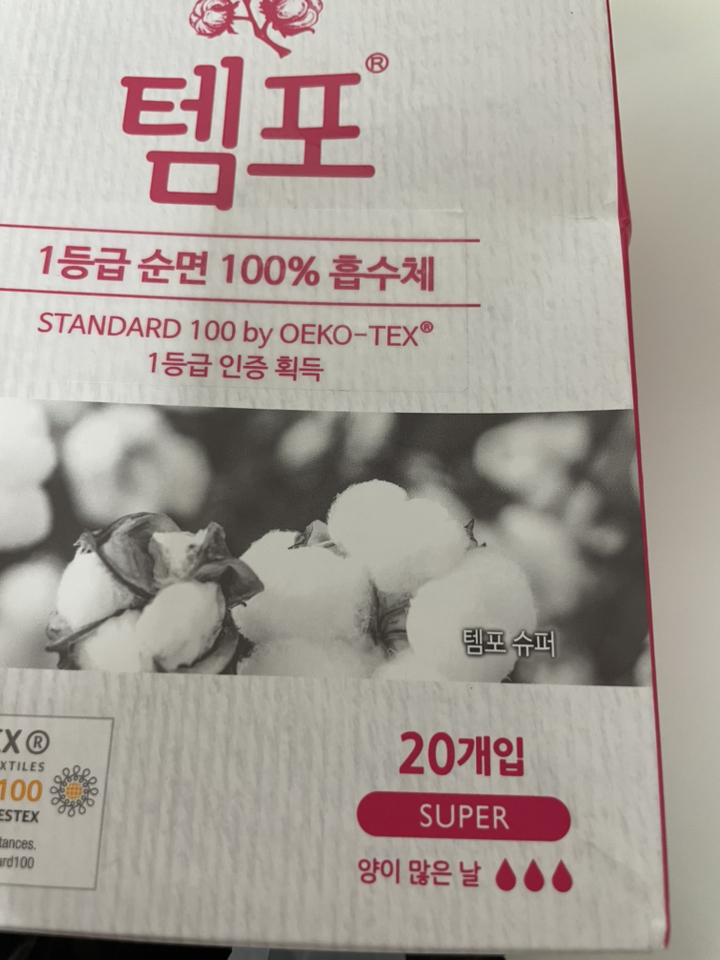 템포®
1등급 순면 100% 흡수체
STANDARD 100 by OEKO-TEX®
1등급 인증 획득
템포 슈퍼
20개입
SUPER
양이 많은 날
®
100